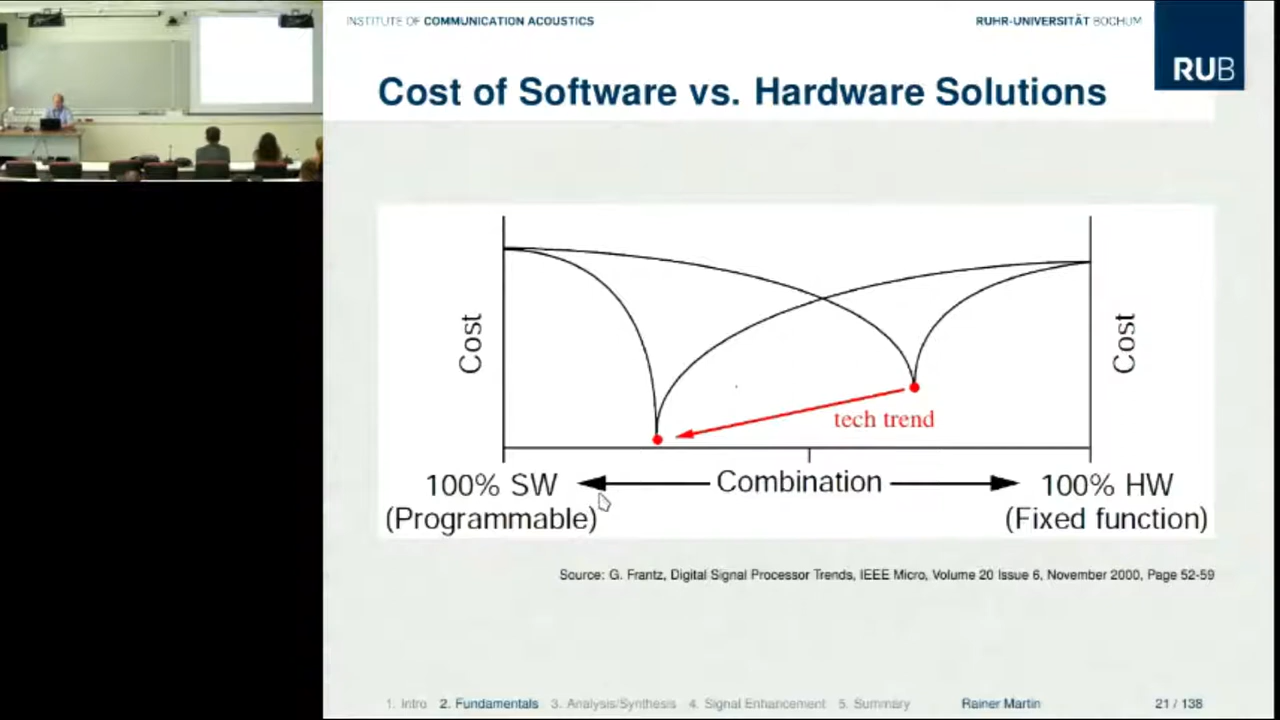 INSTITUTE OF COMMUNICATION ACOUSTICS
RUHR-UNIVERSITÄT BOCHUM
RUB
Cost of Software vs. Hardware Solutions
Cost
Cost
tech trend
100% SW
Combination
100% HW
(Programmable)
(Fixed function)
Source: G. Frantz, Digital Signal Processor Trends, IEEE Micro, Volume 20 Issue 6, November 2000, Page 52-59
1. Intro 2. Fundamentals 3. Analysis/Synthesis 4. Signal Enhancement 5. Summary Rainer Martin 21 / 138